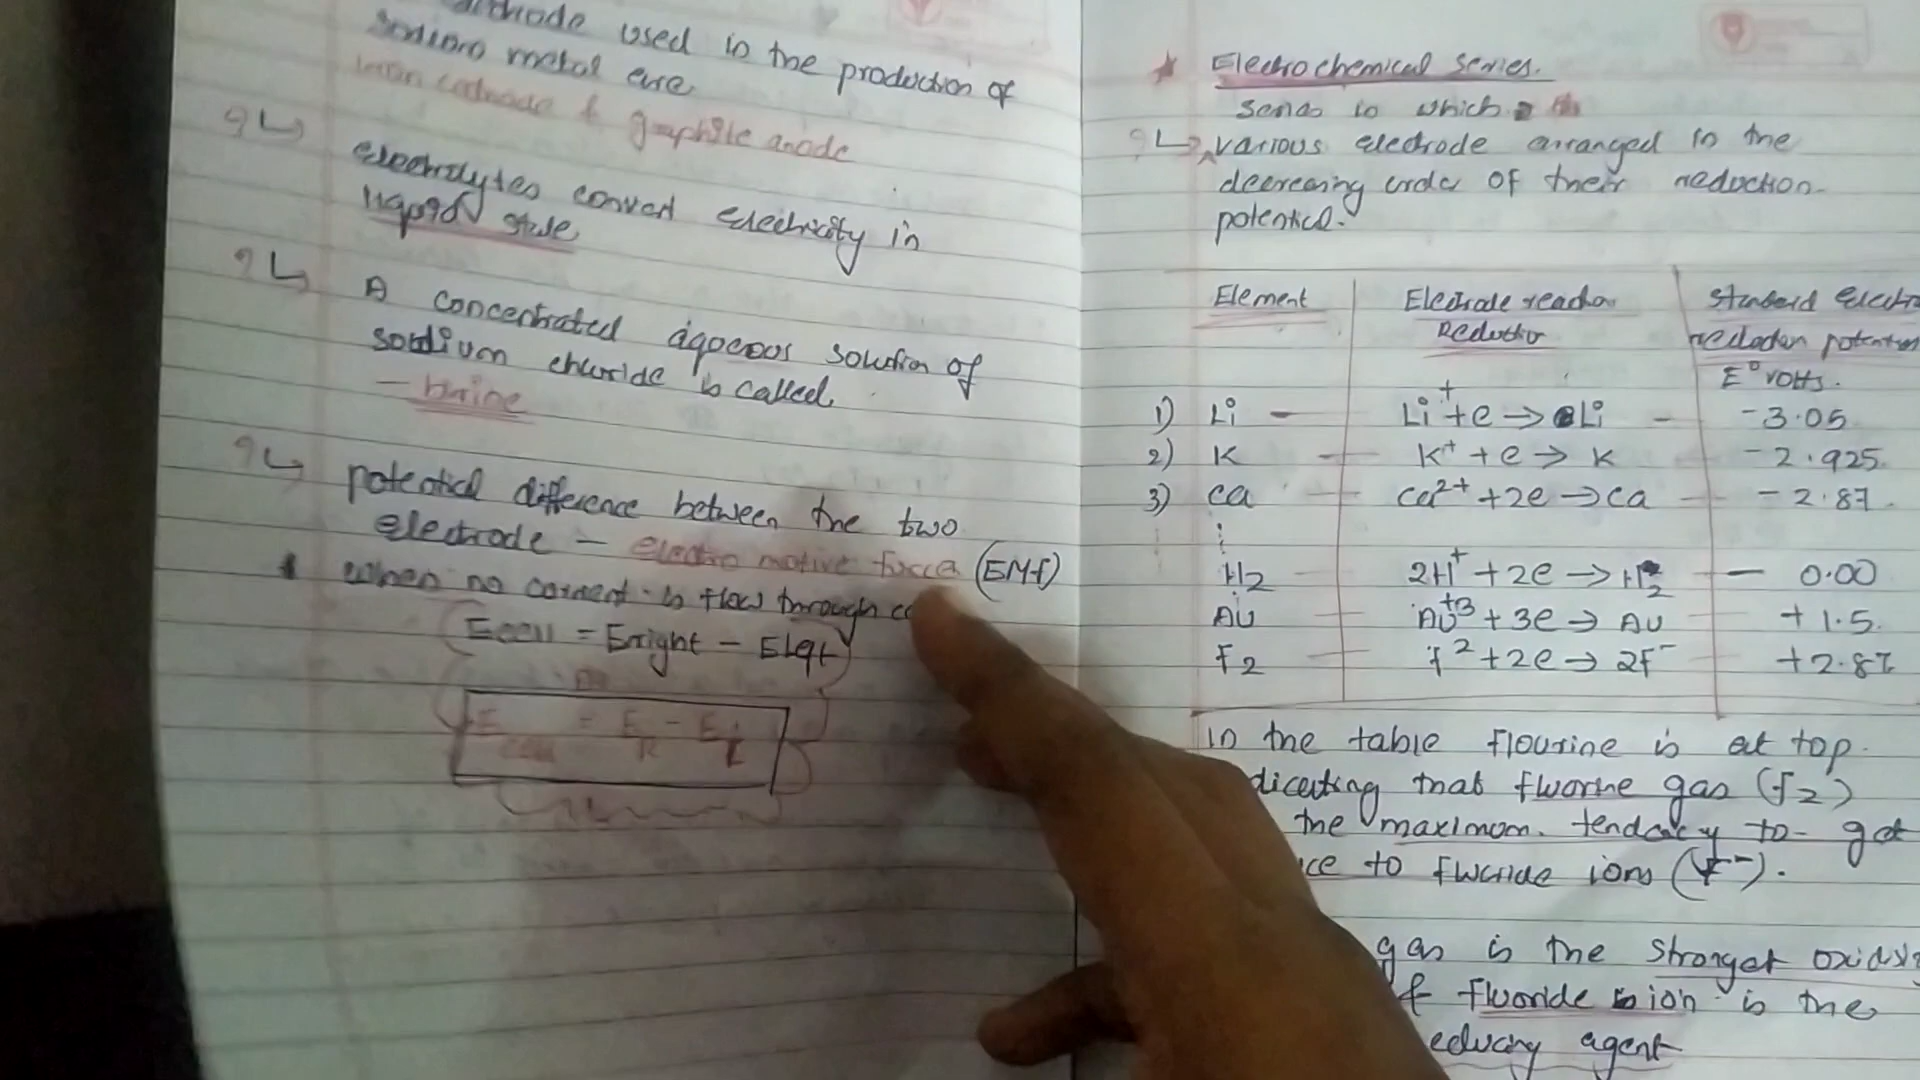 used in the production of
metal are
iron cathode & graphite anode
electrolytes convert electricity in
liquid state
A concentrated aqueous solution of
sodium chloride is called
- brine
potential difference between the two
electrode - electro motive force (EMf)
when no current is flow through
Ecell = Eright - Eleft
E cell = E R - E L
Electrochemical series.
series in which
various electrode arranged in the
decreasing order of their reduction
potential.
Element Electrode reaction Standard
Reduction
E° volts.
1) Li - Li⁺ + e → Li - -3.05
2) K - K⁺ + e → K -2.925
3) Ca Ca²⁺ + 2e → Ca -2.87
H2 2H⁺ + 2e → H2 - 0.00
Au Au⁺³ + 3e → Au +1.5
F2 f² + 2e → 2F⁻ +2.87
In the table flourine is at top.
dicating that fluorine gas (f2)
the maximum tendency to get
ce to fluoride ions (F⁻).
gas is the strongest
& fluoride ion is the
educing agent